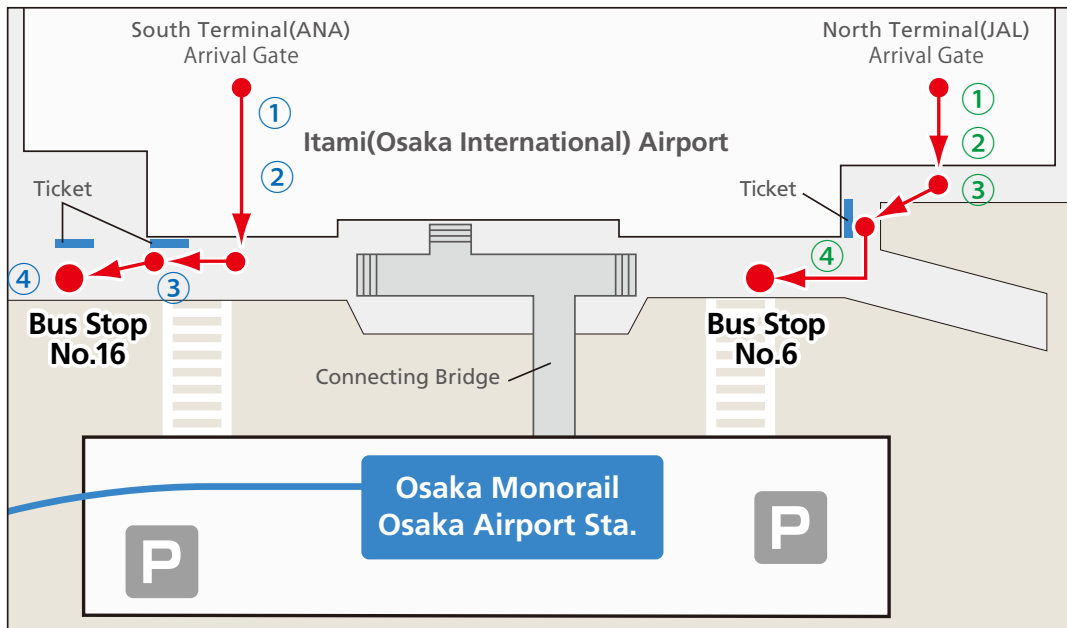 South Terminal(ANA)
Arrival Gate
North Terminal(JAL)
Arrival Gate
①
②
①
②
③
Itami(Osaka International) Airport
Ticket
Ticket
④
③
④
Bus Stop
No.16
Bus Stop
No.6
Connecting Bridge
Osaka Monorail
Osaka Airport Sta.
P
P